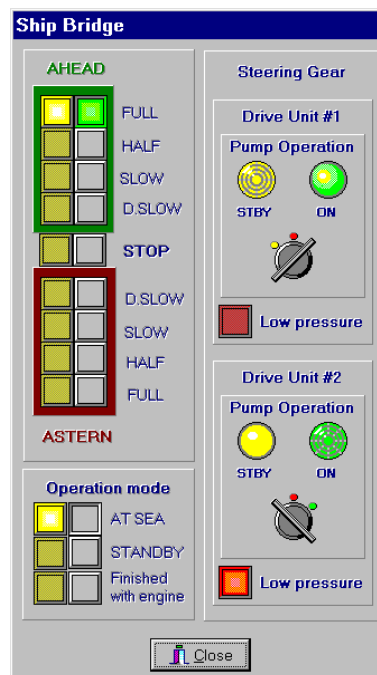 Ship Bridge
AHEAD
FULL
HALF
SLOW
D.SLOW
STOP
D.SLOW
SLOW
HALF
FULL
ASTERN
Operation mode
AT SEA
STANDBY
Finished
with engine
Steering Gear
Drive Unit #1
Pump Operation
STBY ON
Low pressure
Drive Unit #2
Pump Operation
STBY ON
Low pressure
Close